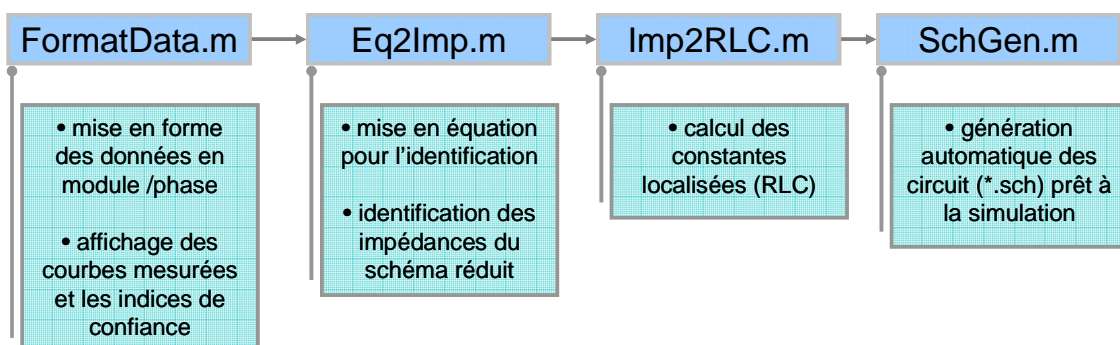 FormatData.m
Eq2Imp.m
Imp2RLC.m
SchGen.m
• mise en forme
des données en
module /phase
• affichage des
courbes mesurées
et les indices de
confiance
• mise en équation
pour l'identification
• identification des
impédances du
schéma réduit
• calcul des
constantes
localisées (RLC)
• génération
automatique des
circuit (*.sch) prêt à
la simulation